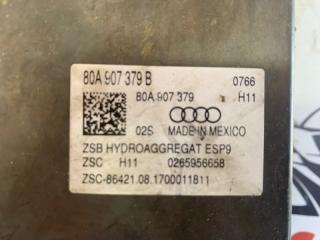 80A 907 379 B 0766
80A 907 379 H11
02S MADE IN MEXICO
ZSB HYDROAGGREGAT ESP9
ZSC H11 0265956658
ZSC-86421.08.1700011811